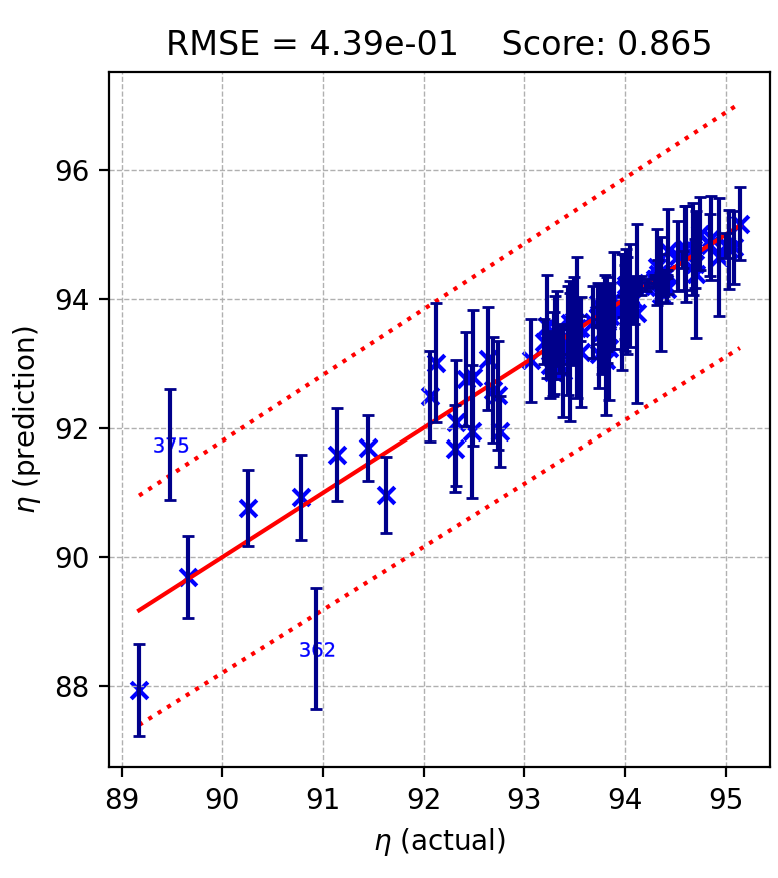 RMSE = 4.39e-01    Score: 0.865
96
94
92
90
88
η (prediction)
375
362
89 90 91 92 93 94 95
η (actual)